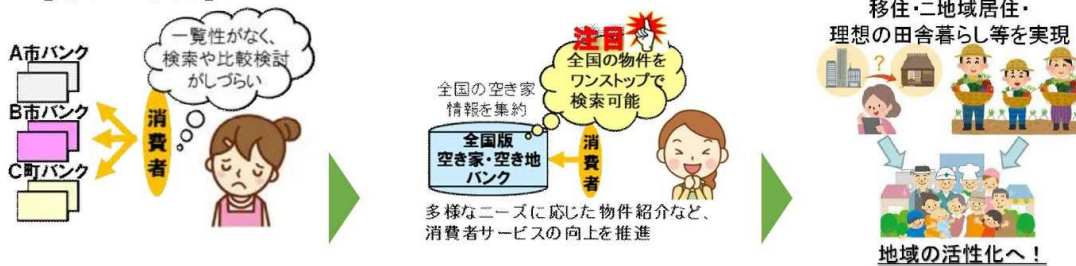 A市バンク
B市バンク
C町バンク
消費者
一覧性がなく、
検索や比較検討
がしづらい
全国の空き家
情報を集約
全国版
空き家・空き地
バンク
消費者
注目
全国の物件を
ワンストップで
検索可能
多様なニーズに応じた物件紹介など、
消費者サービスの向上を推進
移住・二地域居住・
理想の田舎暮らし等を実現
?
地域の活性化へ!